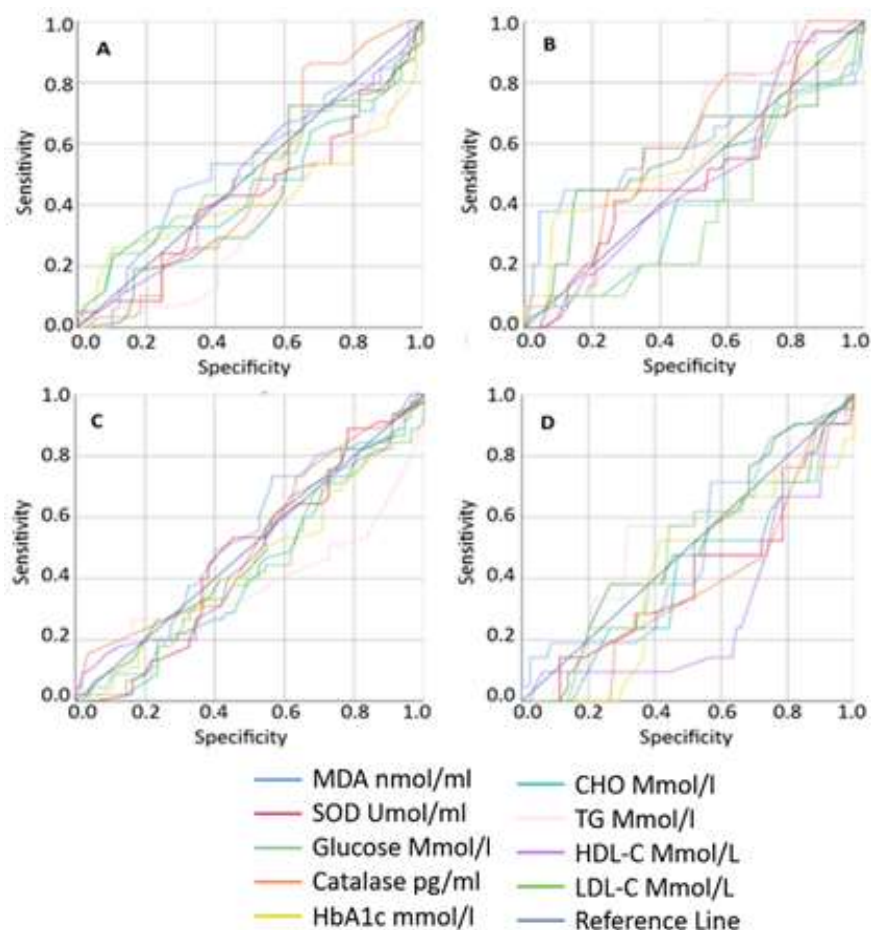 A
B
1.0
0.8
0.6
0.4
0.2
0.0
Sensitivity
0.0 0.2 0.4 0.6 0.8 1.0
Specificity
1.0
0.8
0.6
0.4
0.2
0.0
Sensitivity
0.0 0.2 0.4 0.6 0.8 1.0
Specificity
C
D
1.0
0.8
0.6
0.4
0.2
0.0
Sensitivity
0.0 0.2 0.4 0.6 0.8 1.0
Specificity
1.0
0.8
0.6
0.4
0.2
0.0
Sensitivity
0.0 0.2 0.4 0.6 0.8 1.0
Specificity
MDA nmol/ml
SOD Umol/ml
Glucose Mmol/l
Catalase pg/ml
HbA1c mmol/l
CHO Mmol/l
TG Mmol/l
HDL-C Mmol/L
LDL-C Mmol/L
Reference Line